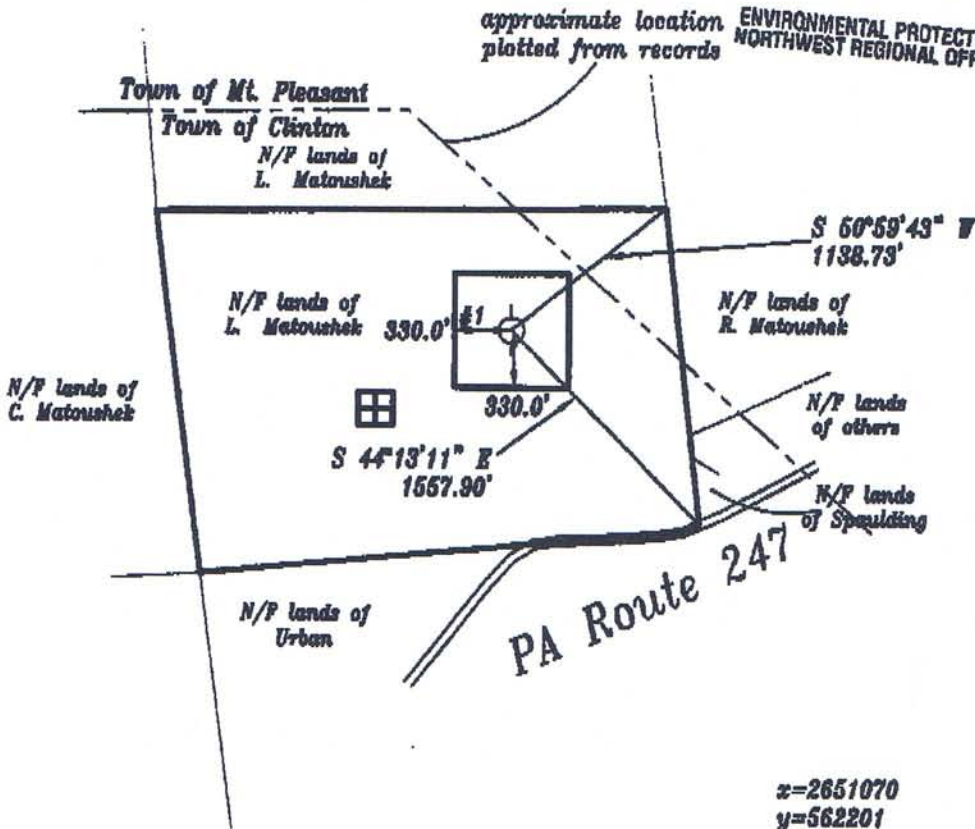 approximate location
plotted from records
ENVIRONMENTAL PROTECT
NORTHWEST REGIONAL OFF
Town of Mt. Pleasant
Town of Clinton
N/F lands of
L. Matoushek
S 50°59'43" W
1138.73'
N/F lands of
L. Matoushek
330.0'
#1
N/F lands of
R. Matoushek
N/F lands of
C. Matoushek
330.0'
N/F lands
of others
S 44°13'11" E
1557.90'
N/F lands
of Spaulding
N/F lands of
Urban
PA Route 247
x=2651070
y=562201